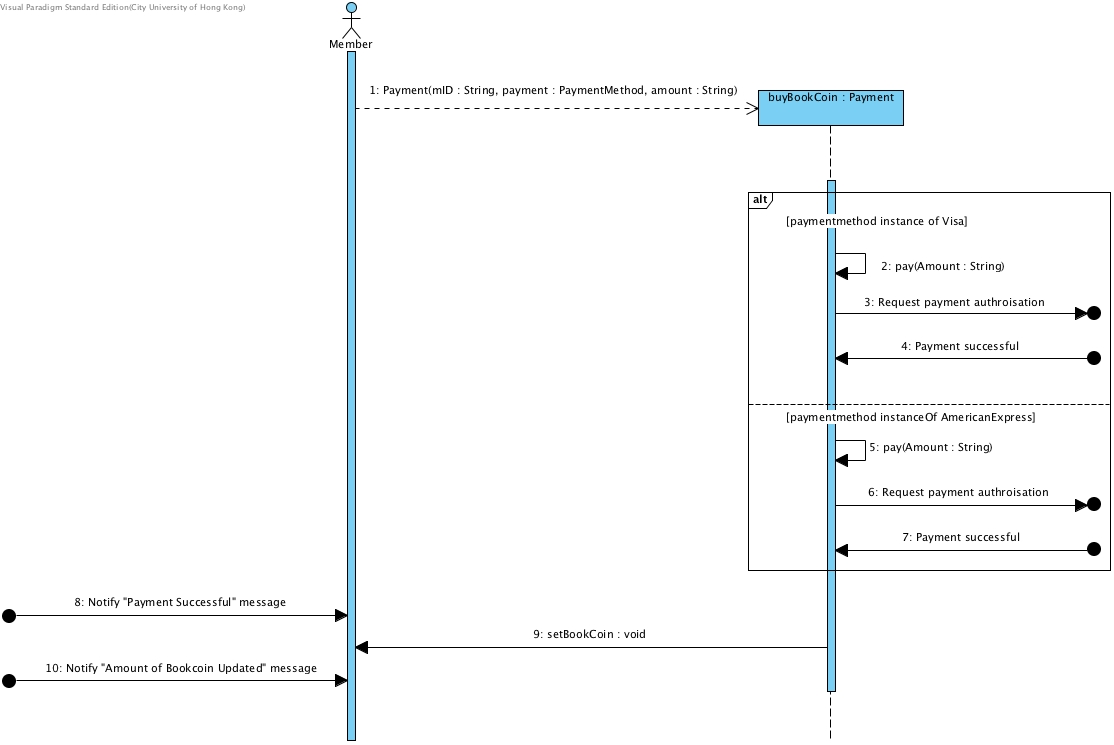 Visual Paradigm Standard Edition(City University of Hong Kong)
Member
1: Payment(mID : String, payment : PaymentMethod, amount : String)
buyBookCoin : Payment
alt
[paymentmethod instance of Visa]
2: pay(Amount : String)
3: Request payment authroisation
4: Payment successful
[paymentmethod instanceOf AmericanExpress]
5: pay(Amount : String)
6: Request payment authroisation
7: Payment successful
8: Notify "Payment Successful" message
9: setBookCoin : void
10: Notify "Amount of Bookcoin Updated" message